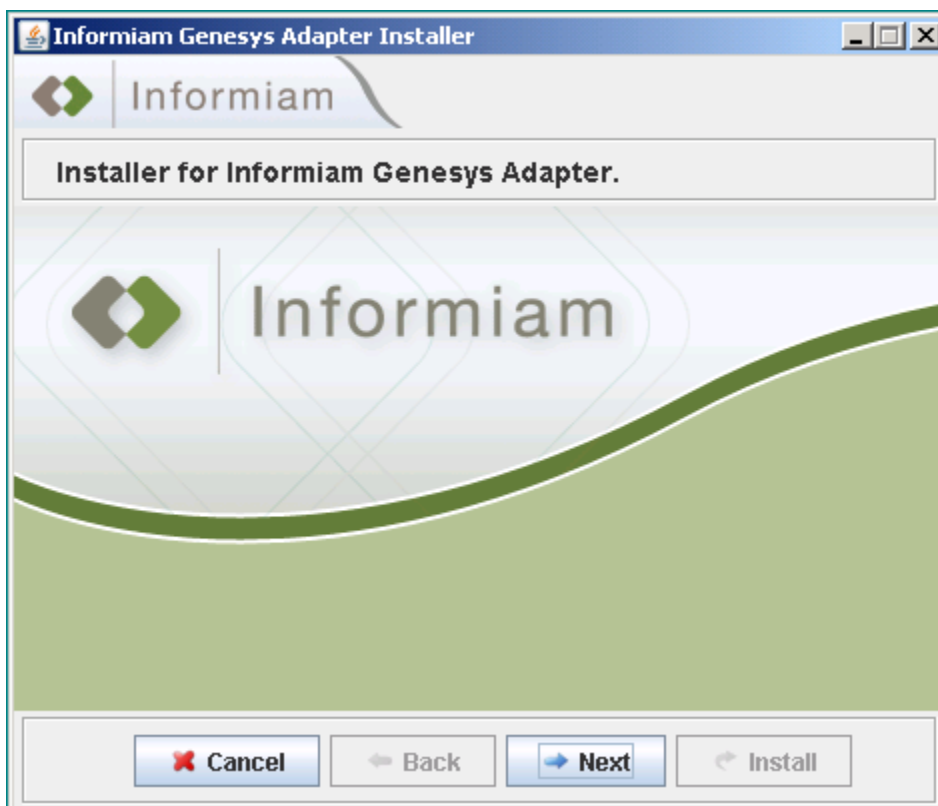 Informiam Genesys Adapter Installer
Informiam
Installer for Informiam Genesys Adapter.
Informiam
Cancel Back Next Install